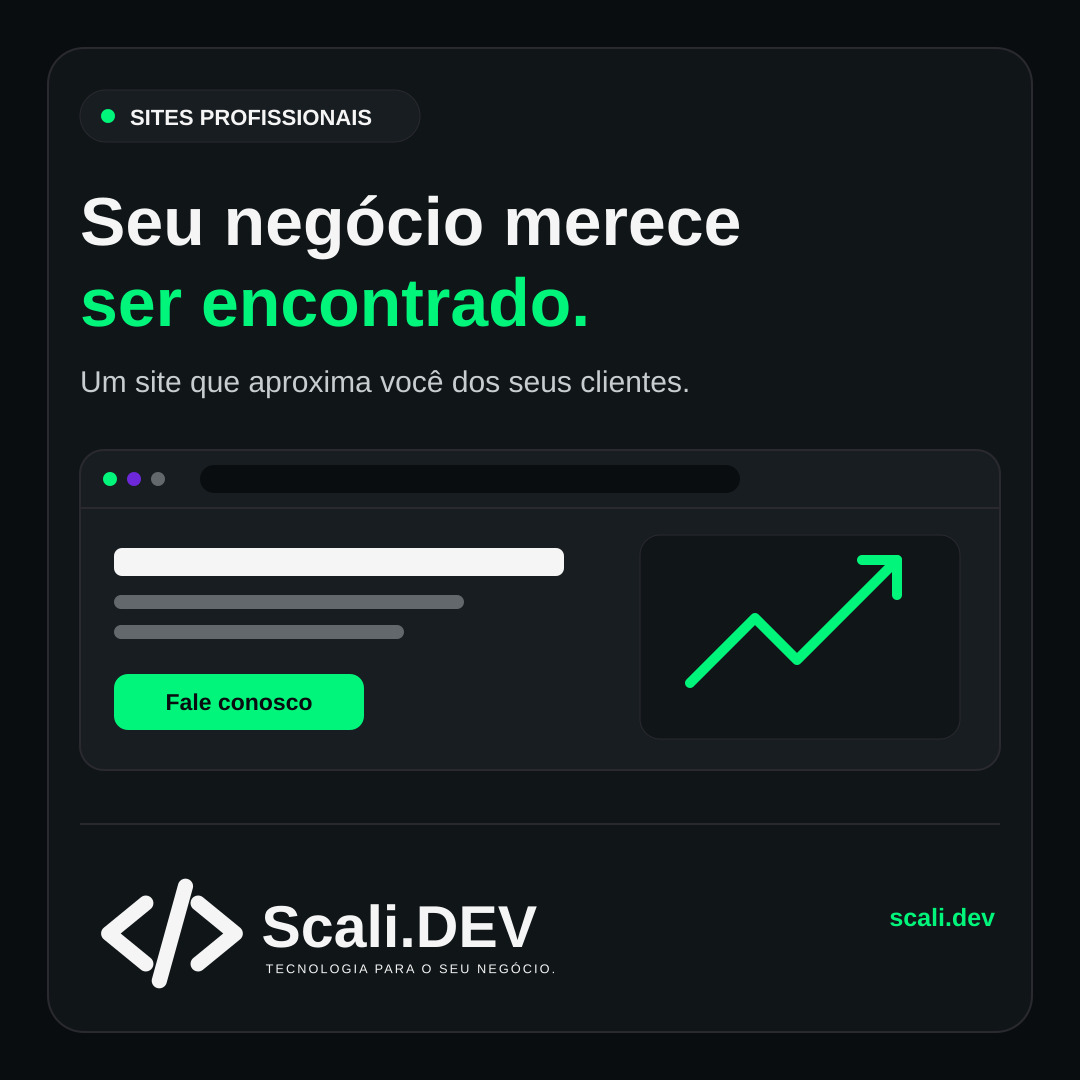 SITES PROFISSIONAIS
Seu negócio merece
ser encontrado.
Um site que aproxima você dos seus clientes.
Fale conosco
</> Scali.DEV
TECNOLOGIA PARA O SEU NEGÓCIO.
scali.dev